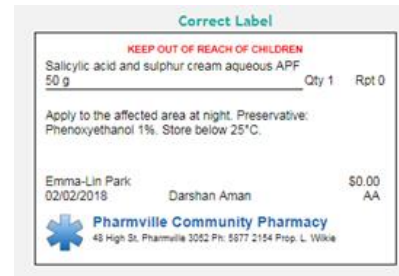 Correct Label
KEEP OUT OF REACH OF CHILDREN
Salicylic acid and sulphur cream aqueous APF
50 g Qty 1 Rpt 0
Apply to the affected area at night. Preservative:
Phenoxyethanol 1%. Store below 25°C.
Emma-Lin Park $0.00
02/02/2018 Darshan Aman AA
Pharmville Community Pharmacy
48 High St, Pharmville 3052 Ph: 5677 2154 Prop. L. Wilkie